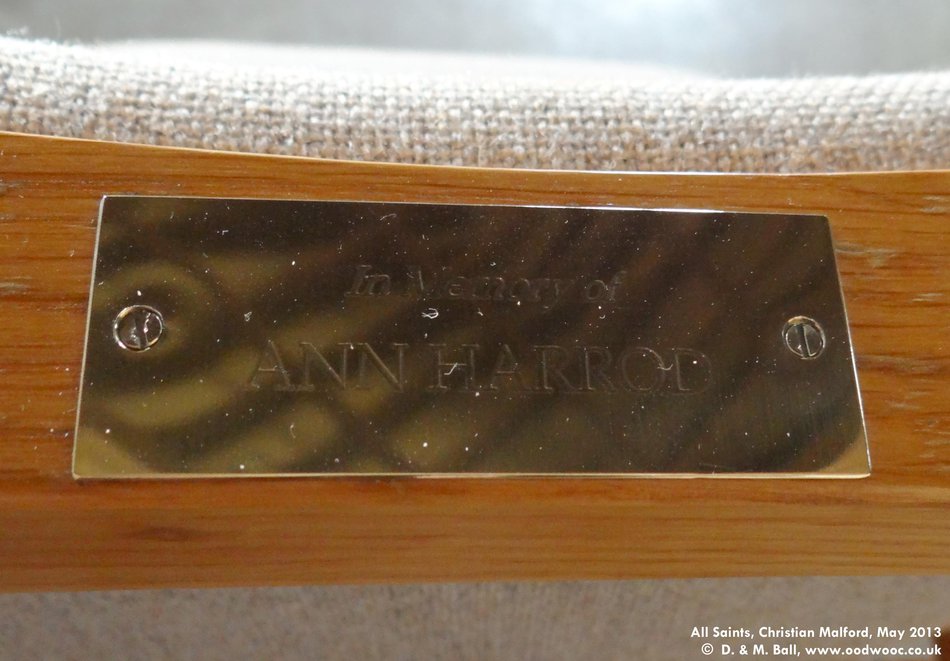 In Memory of
ANN HARROD
All Saints, Christian Malford, May 2013
© D. & M. Ball, www.oodwooc.co.uk